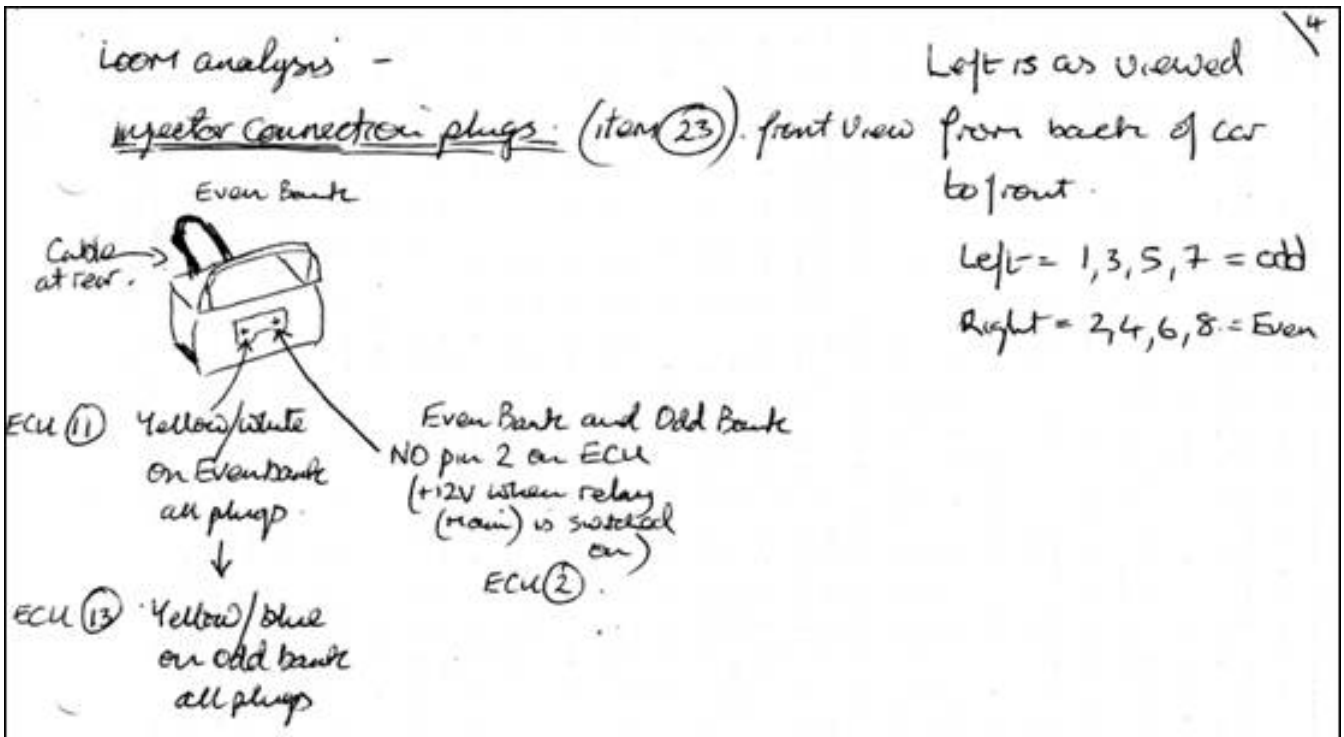 4
Loom analysis -
injector connection plugs. (item 23). front view
Left is as viewed
from back of car
to front.
Left = 1, 3, 5, 7 = odd
Right = 2, 4, 6, 8 = Even
Even Bank
Cable
at rear.
ECU 11 Yellow/white
on Even bank
all plugs.
ECU 13 Yellow/blue
on odd bank
all plugs
Even Bank and Odd Bank
NO pin 2 on ECU
(+12V when relay
(main) is switched
on)
ECU 2.